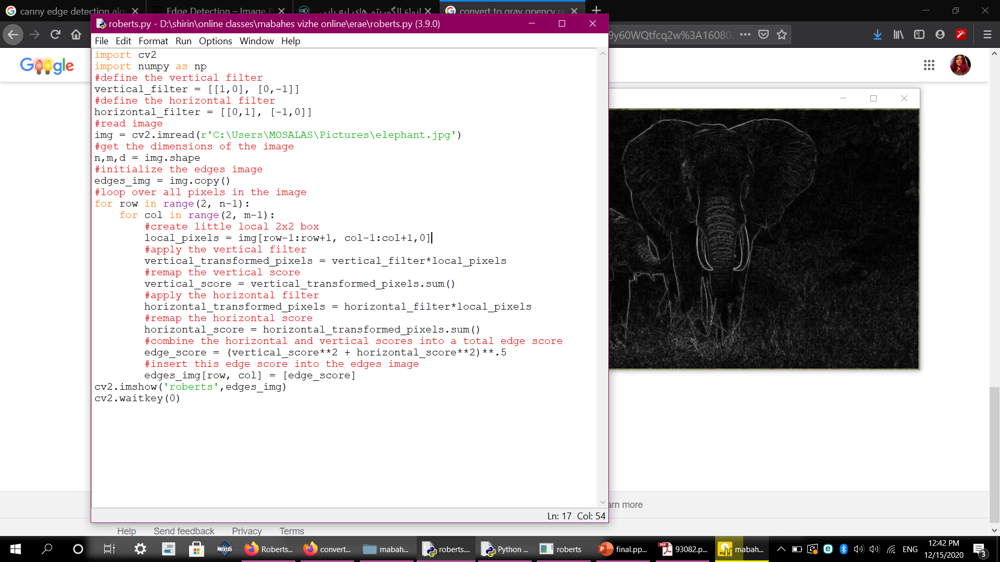 canny edge detection alg
Edge Detection – Image P
انواع الگوریتم های لبه یابی
convert to gray opencv
roberts.py - D:\shirin\online classes\mabahes vizhe online\erae\roberts.py (3.9.0)
9y60WQtfcq2w%3A16080
File Edit Format Run Options Window Help
Google
import cv2
import numpy as np
#define the vertical filter
vertical_filter = [[1,0], [0,-1]]
#define the horizontal filter
horizontal_filter = [[0,1], [-1,0]]
#read image
img = cv2.imread(r'C:\Users\MOSALAS\Pictures\elephant.jpg')
#get the dimensions of the image
n,m,d = img.shape
#initialize the edges image
edges_img = img.copy()
#loop over all pixels in the image
for row in range(2, n-1):
    for col in range(2, m-1):
        #create little local 2x2 box
        local_pixels = img[row-1:row+1, col-1:col+1,0]
        #apply the vertical filter
        vertical_transformed_pixels = vertical_filter*local_pixels
        #remap the vertical score
        vertical_score = vertical_transformed_pixels.sum()
        #apply the horizontal filter
        horizontal_transformed_pixels = horizontal_filter*local_pixels
        #remap the horizontal score
        horizontal_score = horizontal_transformed_pixels.sum()
        #combine the horizontal and vertical scores into a total edge score
        edge_score = (vertical_score**2 + horizontal_score**2)**.5
        #insert this edge score into the edges image
        edges_img[row, col] = [edge_score]
cv2.imshow('roberts',edges_img)
cv2.waitkey(0)
arn more
Ln: 17 Col: 54
Help Send feedback Privacy Terms
NEXUS Roberts... convert... mabah... roberts.... Python ... roberts final.pp... 93082.p... mabah... ENG 12:42 PM
12/15/2020 3